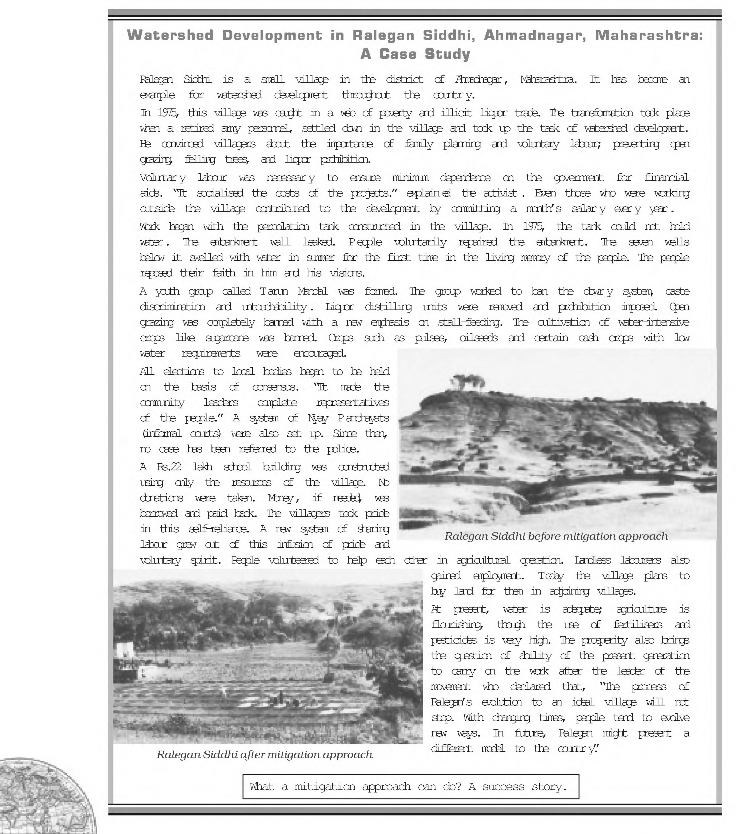 Watershed Development in Ralegan Siddhi, Ahmadnagar, Maharashtra:
A Case Study
Ralegan Siddhi is a small village in the district of Ahmadnagar, Maharashtra. It has become an
example for watershed development throughout the country.
In 1975, this village was caught in a web of poverty and illicit liquor trade. The transformation took place
when a retired army personnel, settled down in the village and took up the task of watershed development.
He convinced villagers about the importance of family planning and voluntary labour; preventing open
grazing, felling trees, and liquor prohibition.
Voluntary labour was necessary to ensure minimum dependence on the government for financial
aids. “It socialised the costs of the projects.” explained the activist. Even those who were working
outside the village contributed to the development by committing a month’s salary every year.
Work began with the percolation tank constructed in the village. In 1975, the tank could not hold
water. The embankment wall leaked. People voluntarily repaired the embankment. The seven wells
below it swelled with water in summer for the first time in the living memory of the people. The people
reposed their faith in him and his visions.
A youth group called Tarun Mandal was formed. The group worked to ban the dowry system, caste
discrimination and untouchability. Liquor distilling units were removed and prohibition imposed. Open
grazing was completely banned with a new emphasis on stall-feeding. The cultivation of water-intensive
crops like sugarcane was banned. Crops such as pulses, oilseeds and certain cash crops with low
water requirements were encouraged.
All elections to local bodies began to be held
on the basis of consensus. “It made the
community leaders complete representatives
of the people.” A system of Nyay Panchayats
(informal courts) were also set up. Since then,
no case has been referred to the police.
A Rs.22 lakh school building was constructed
using only the resources of the village. No
donations were taken. Money, if needed, was
borrowed and paid back. The villagers took pride
in this self-reliance. A new system of sharing
labour grew out of this infusion of pride and
voluntary spirit. People volunteered to help each other in agricultural operation. Landless labourers also
gained employment. Today the village plans to
buy land for them in adjoining villages.
At present, water is adequate; agriculture is
flourishing, though the use of fertilisers and
pesticides is very high. The prosperity also brings
the question of ability of the present generation
to carry on the work after the leader of the
movement who declared that, “The process of
Ralegan’s evolution to an ideal village will not
stop. With changing times, people tend to evolve
new ways. In future, Ralegan might present a
different model to the country.”
Ralegan Siddhi before mitigation approach
Ralegan Siddhi after mitigation approach
What a mitigation approach can do? A success story.